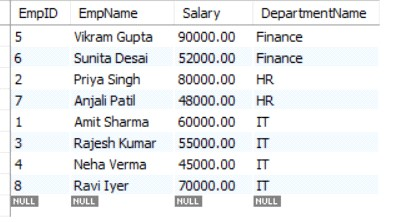 EmpID EmpName Salary DepartmentName
5 Vikram Gupta 90000.00 Finance
6 Sunita Desai 52000.00 Finance
2 Priya Singh 80000.00 HR
7 Anjali Patil 48000.00 HR
1 Amit Sharma 60000.00 IT
3 Rajesh Kumar 55000.00 IT
4 Neha Verma 45000.00 IT
8 Ravi Iyer 70000.00 IT
NULL NULL NULL NULL